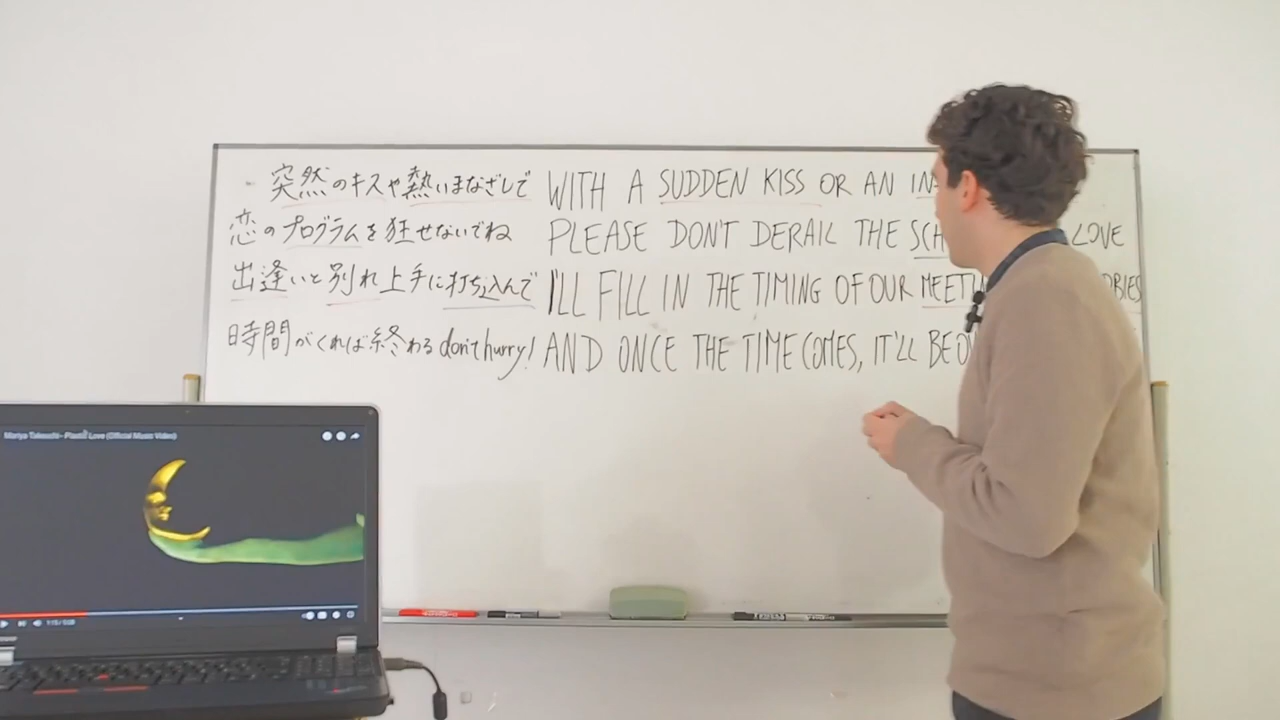 突然のキスや熱いまなざしで WITH A SUDDEN KISS OR AN IN
恋のプログラムを狂せないでね PLEASE DON'T DERAIL THE SCH LOVE
出逢いと別れ上手に打ち込んで I'LL FILL IN THE TIMING OF OUR MEETI
時間がくれば終わる don't hurry! AND ONCE THE TIME COMES, IT'LL BE O
Mariya Takeuchi - Plastic Love (Official Music Video)